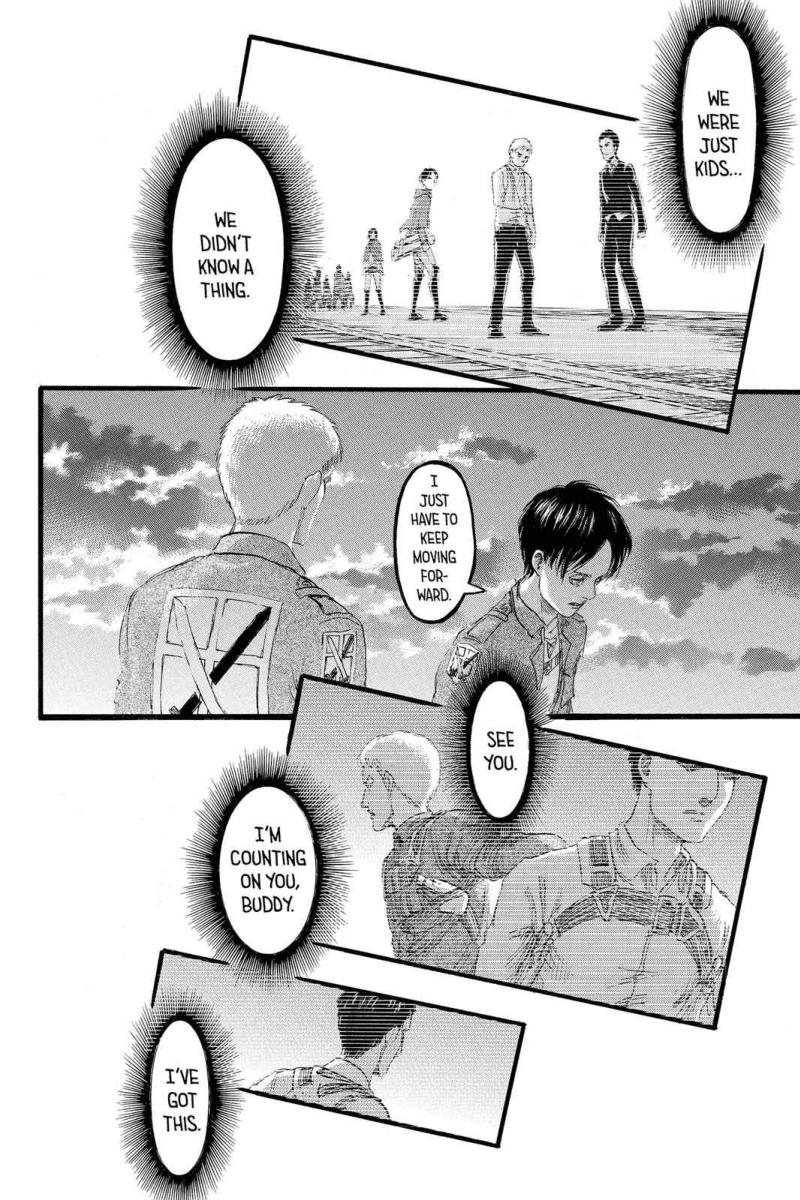 WE
WERE
JUST
KIDS...
WE
DIDN'T
KNOW A
THING.
I
JUST
HAVE TO
KEEP
MOVING
FOR-
WARD.
SEE
YOU.
I'M
COUNTING
ON YOU,
BUDDY.
I'VE
GOT
THIS.